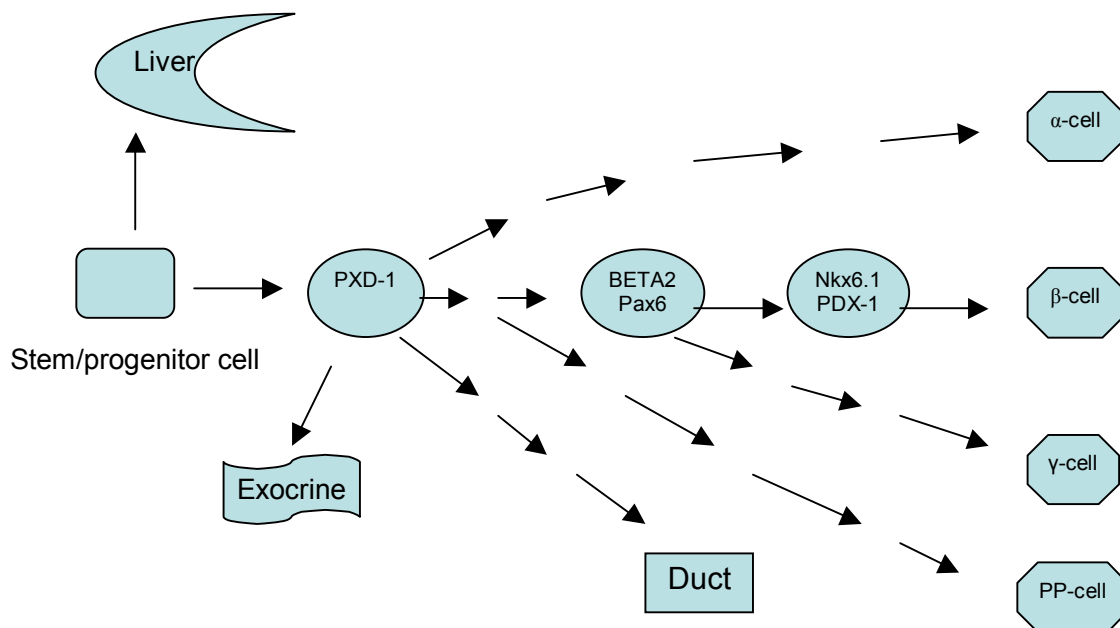 Liver
α-cell
PXD-1
BETA2
Pax6
Nkx6.1
PDX-1
β-cell
Stem/progenitor cell
Exocrine
γ-cell
Duct
PP-cell